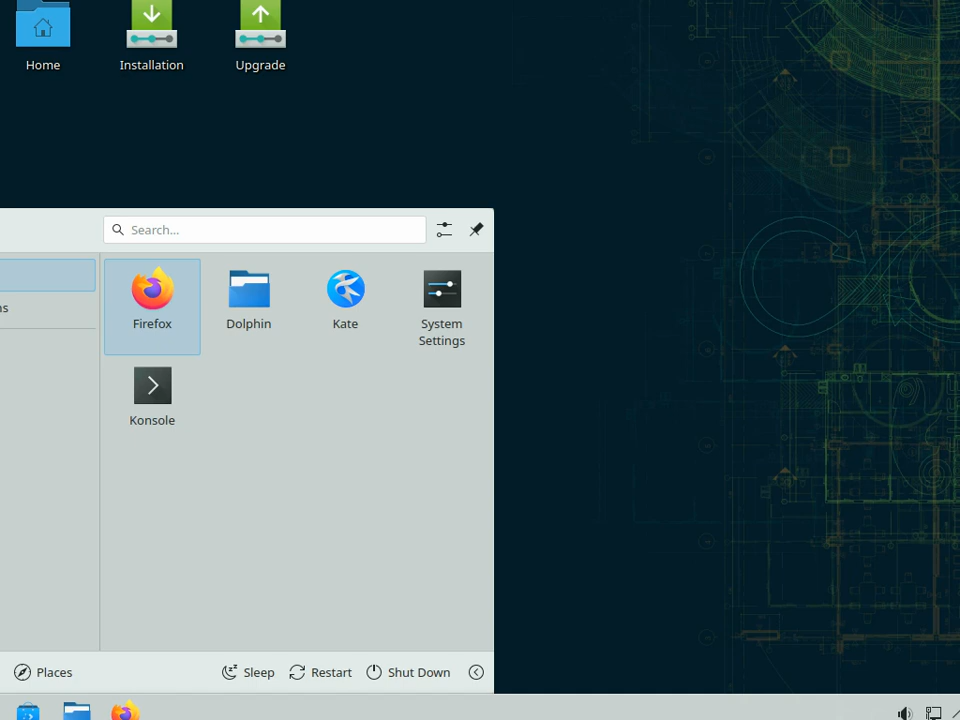 Home
Installation
Upgrade
Search...
Firefox
Dolphin
Kate
System
Settings
Konsole
Places
Sleep
Restart
Shut Down